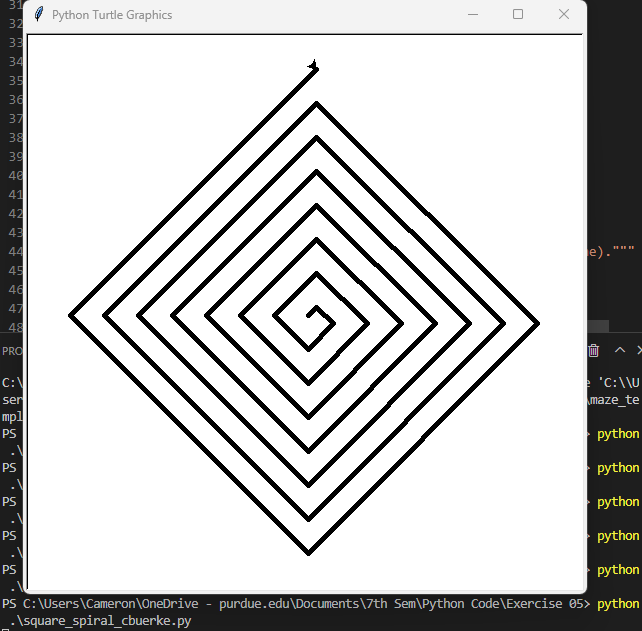 31
Python Turtle Graphics
32
33
34
35
36
37
38
39
40
41
42
43
44 e)."""
45
46
47
48
PRO
C:\ e 'C:\\U
ser \maze_te
mpl
PS > python
.\
PS > python
.\
PS > python
.\
PS > python
.\
PS > python
.\
PS C:\Users\Cameron\OneDrive - purdue.edu\Documents\7th Sem\Python Code\Exercise 05> python
.\square_spiral_cbuerke.py